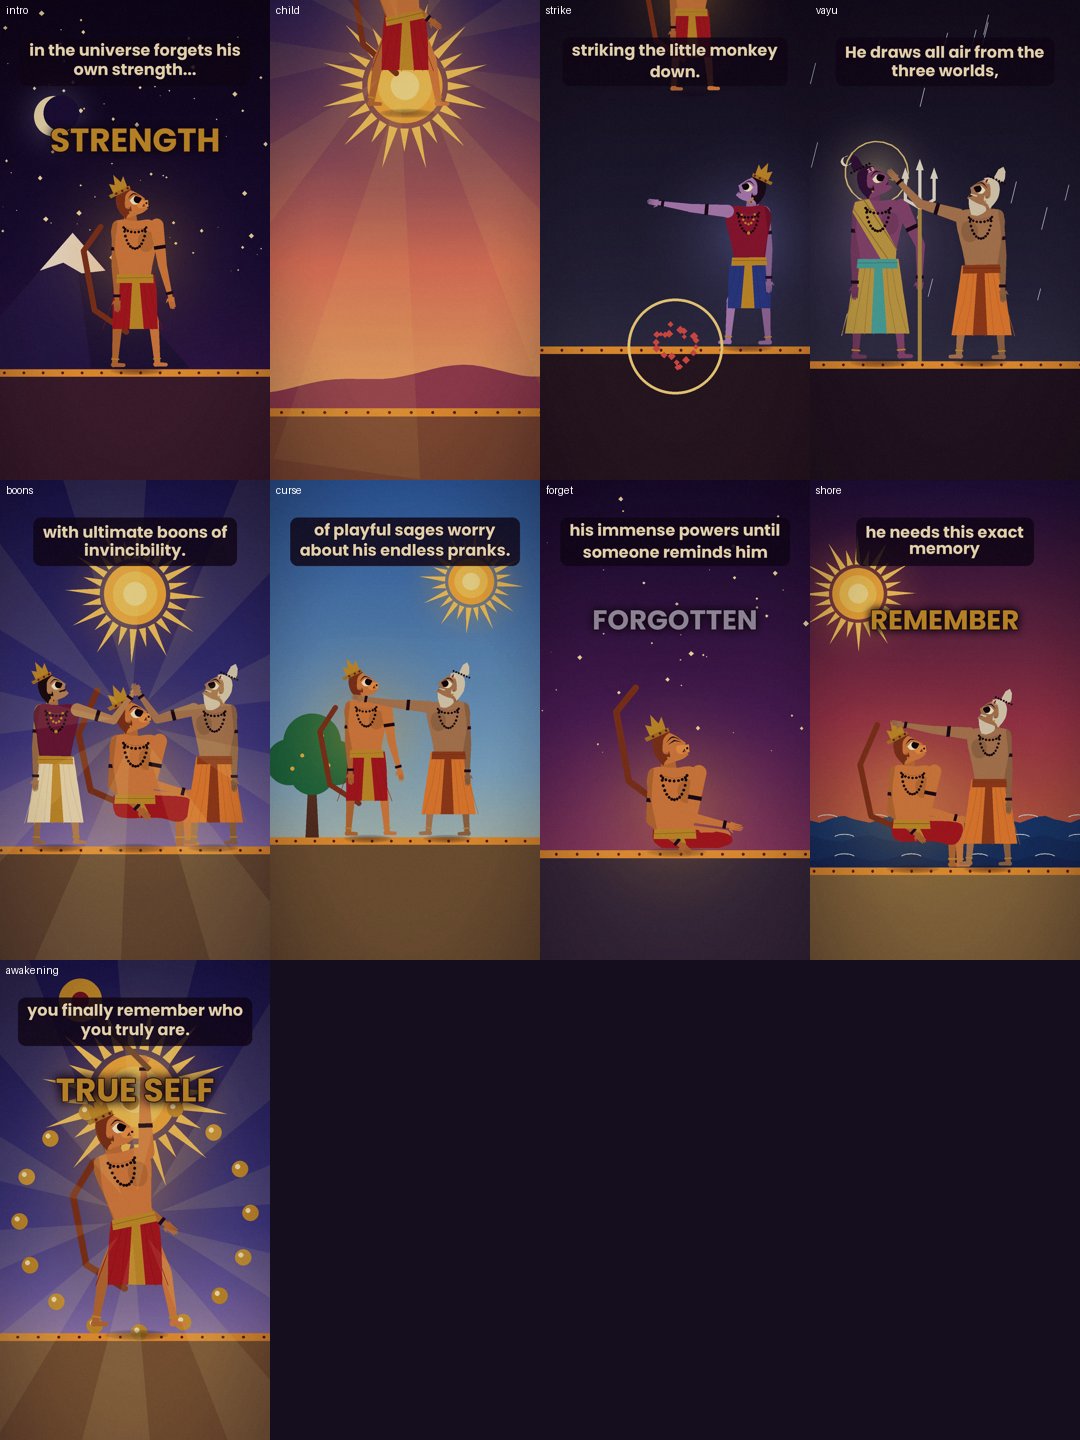 intro
in the universe forgets his
own strength...
STRENGTH
child
strike
striking the little monkey
down.
vayu
He draws all air from the
three worlds,
boons
with ultimate boons of
invincibility.
curse
of playful sages worry
about his endless pranks.
forget
his immense powers until
someone reminds him
FORGOTTEN
shore
he needs this exact
memory
REMEMBER
awakening
you finally remember who
you truly are.
TRUE SELF